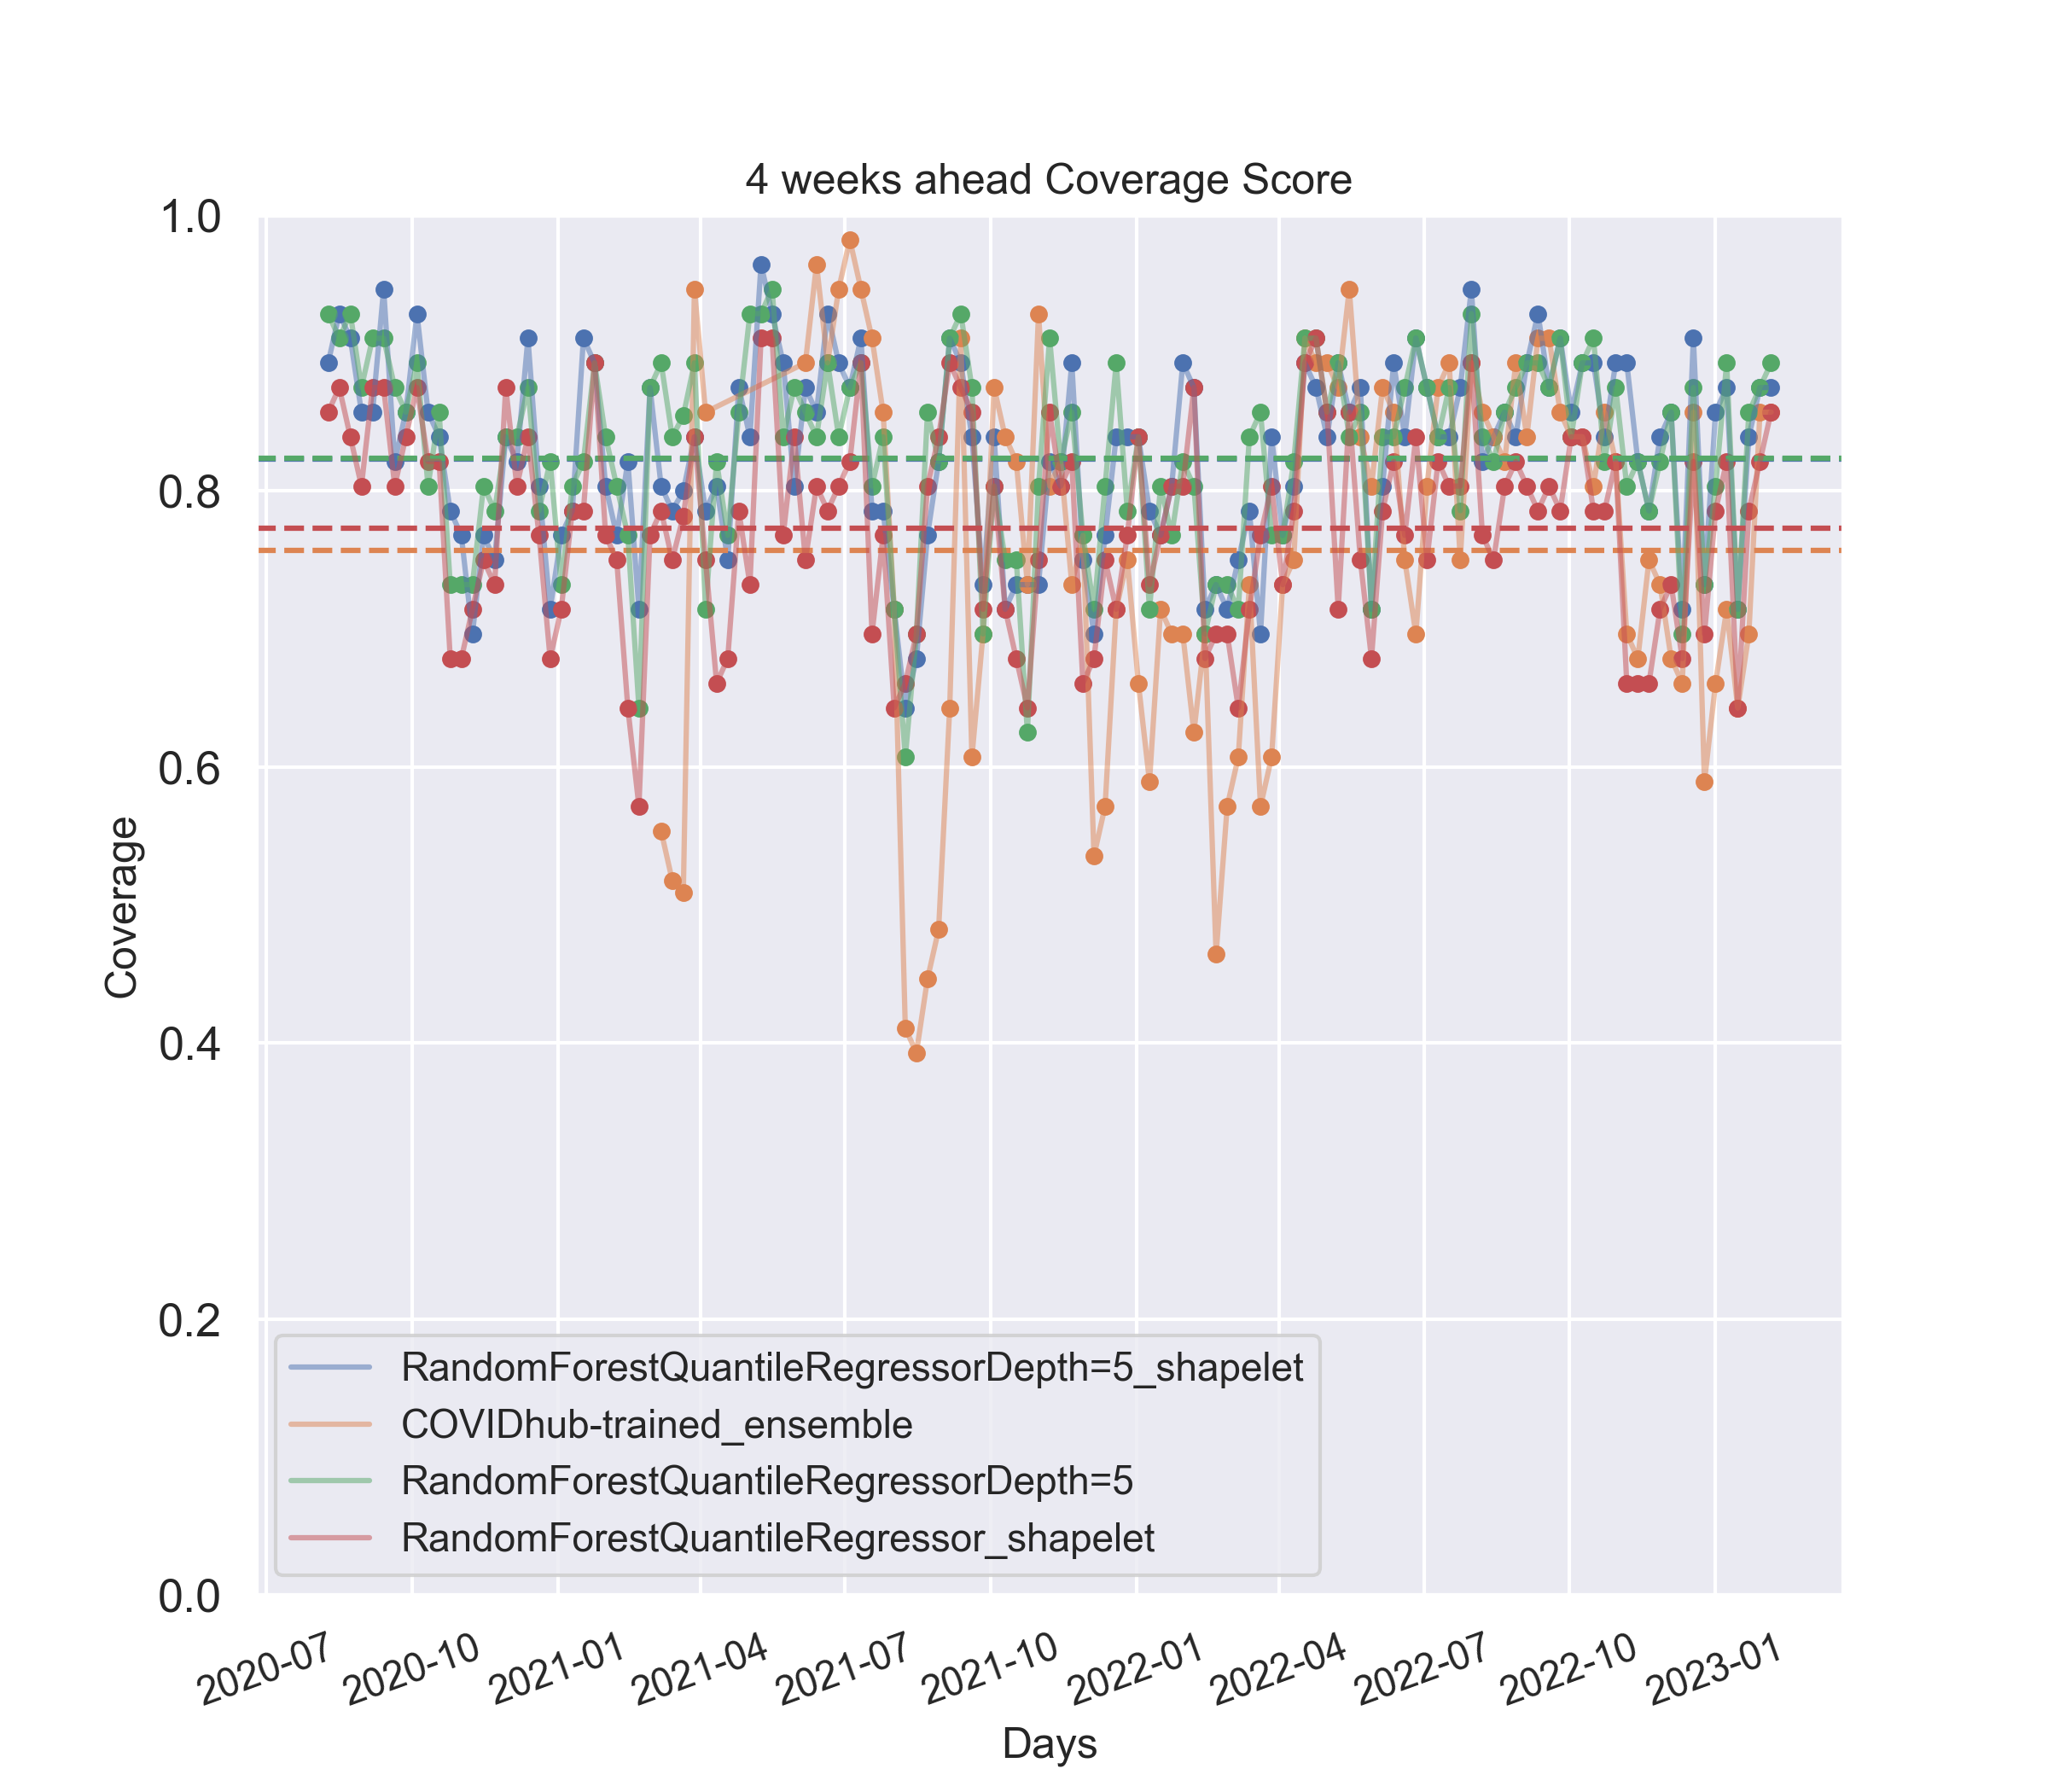 4 weeks ahead Coverage Score
1.0
0.8
0.6
0.4
0.2
0.0
Coverage
RandomForestQuantileRegressorDepth=5_shapelet
COVIDhub-trained_ensemble
RandomForestQuantileRegressorDepth=5
RandomForestQuantileRegressor_shapelet
2020-07
2020-10
2021-01
2021-04
2021-07
2021-10
2022-01
2022-04
2022-07
2022-10
2023-01
Days